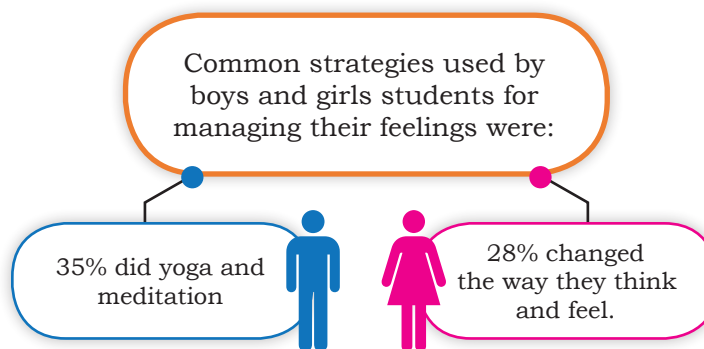 Common strategies used by
boys and girls students for
managing their feelings were:
35% did yoga and
meditation
28% changed
the way they think
and feel.